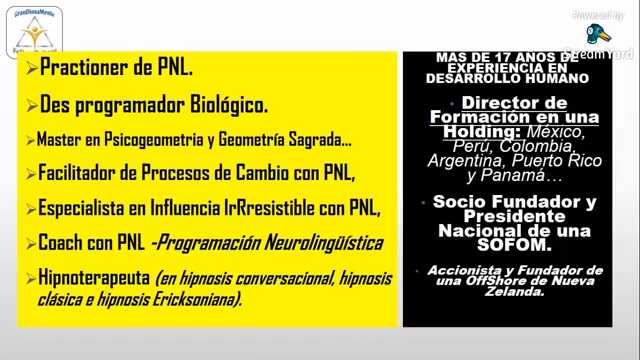 GranDiosaMente
Powered by
StreamYard
➢Practioner de PNL.
➢Des programador Biológico.
➢Master en Psicogeometria y Geometría Sagrada...
➢Facilitador de Procesos de Cambio con PNL,
➢Especialista en Influencia IrRresistible con PNL,
➢Coach con PNL -Programación Neurolingüística
➢Hipnoterapeuta (en hipnosis conversacional, hipnosis
clásica e hipnosis Ericksoniana).
MAS DE 17 AÑOS DE
EXPERIENCIA EN
DESARROLLO HUMANO
• Director de
Formación en una
Holding: México,
Perú, Colombia,
Argentina, Puerto Rico
y Panamá...
• Socio Fundador y
Presidente
Nacional de una
SOFOM.
• Accionista y Fundador de
una OffShore de Nueva
Zelanda.